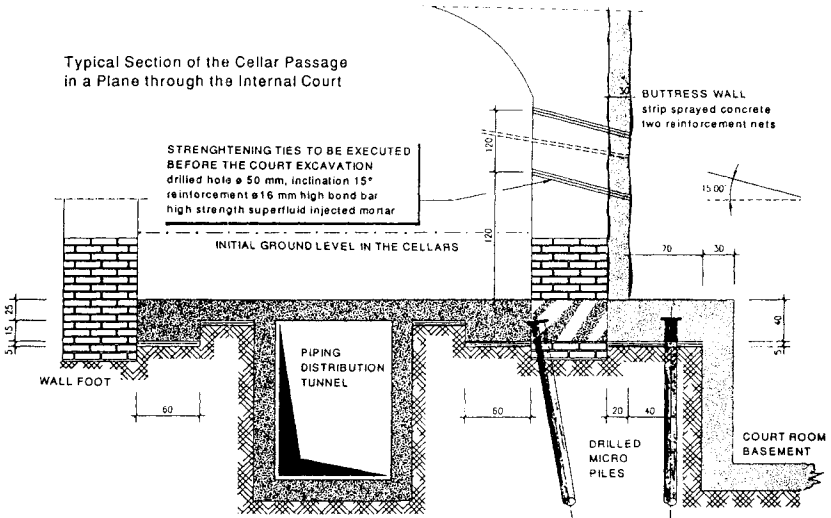 Typical Section of the Cellar Passage
in a Plane through the Internal Court
30
BUTTRESS WALL
strip sprayed concrete
two reinforcement nets
STRENGHTENING TIES TO BE EXECUTED
BEFORE THE COURT EXCAVATION
drilled hole ø 50 mm, inclination 15°
reinforcement ø16 mm high bond bar
high strength superfluid injected mortar
120
15.00°
120
INITIAL GROUND LEVEL IN THE CELLARS
70
30
25
15
5
40
5
PIPING
DISTRIBUTION
TUNNEL
WALL FOOT
60
60
20
40
DRILLED
MICRO
PILES
COURT ROOM
BASEMENT